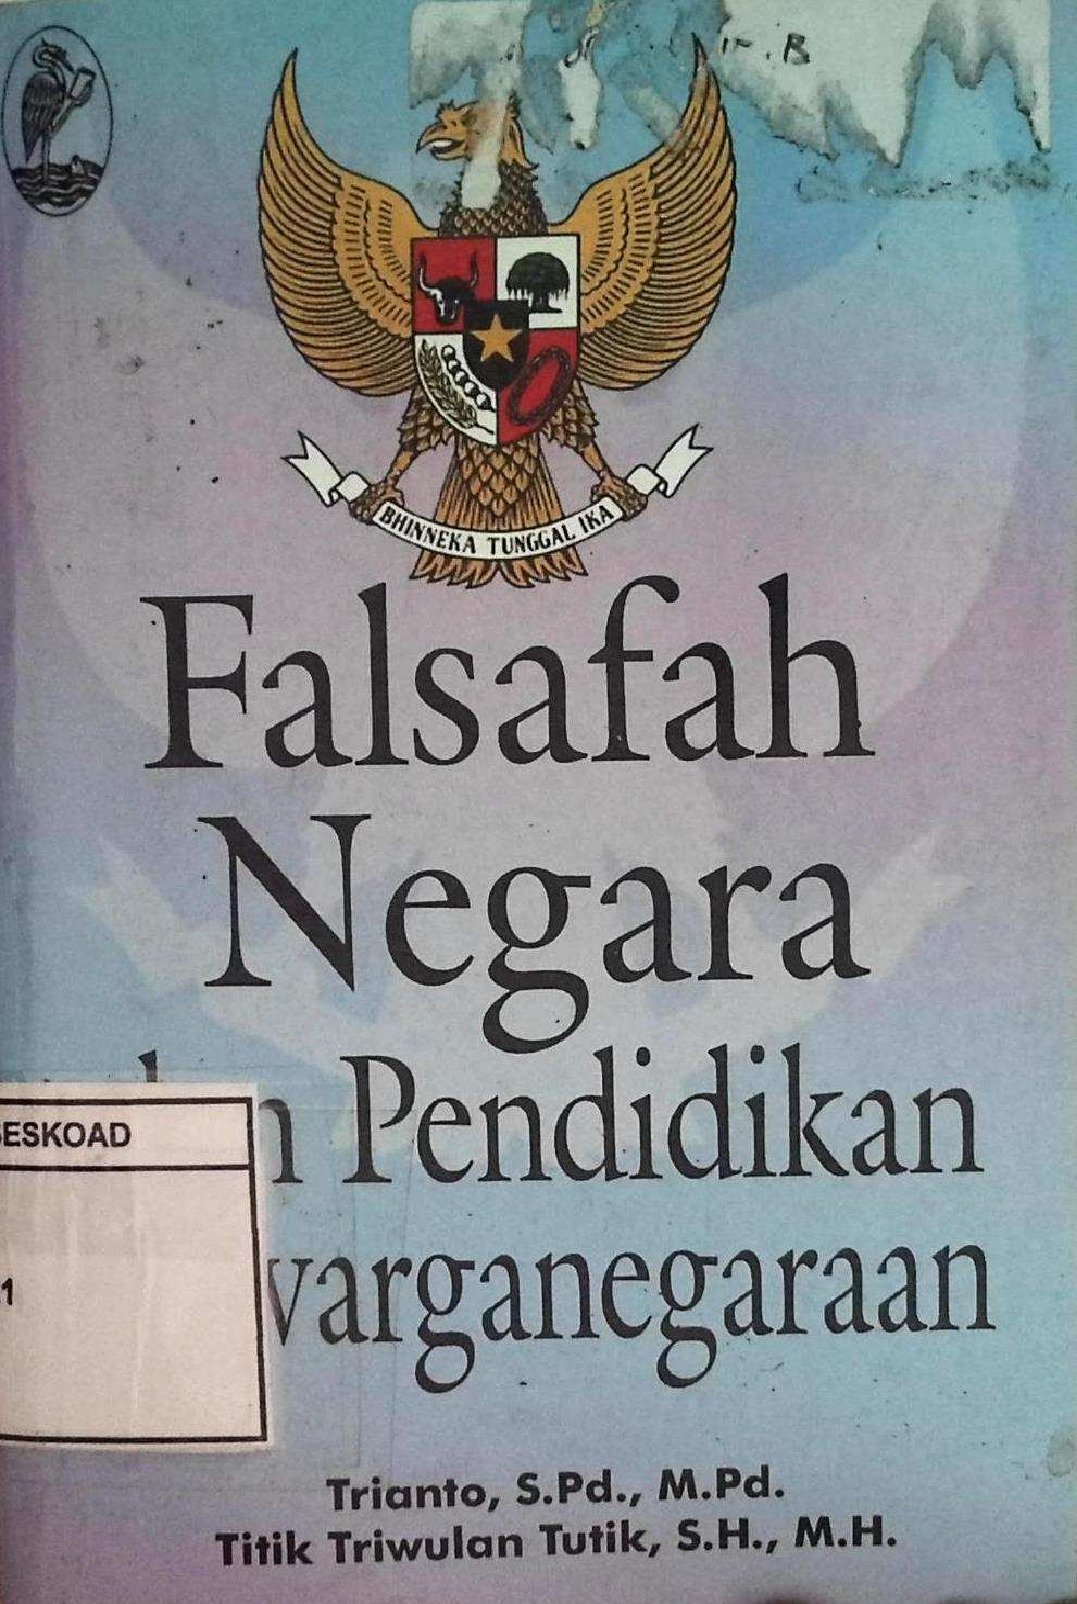 B
BHINNEKA TUNGGAL IKA
Falsafah
Negara
Pendidikan
varganegaraan
ESKOAD
1
Trianto, S.Pd., M.Pd.
Titik Triwulan Tutik, S.H., M.H.